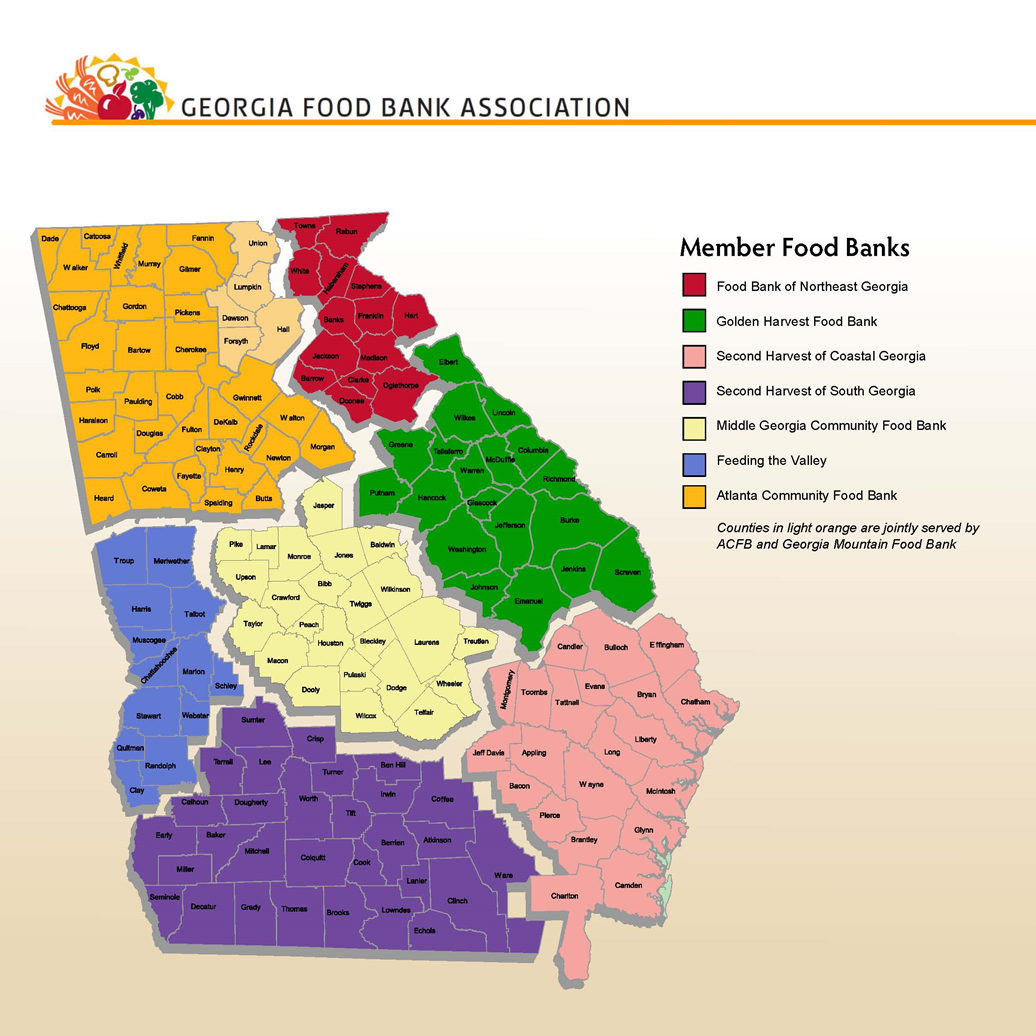 GEORGIA FOOD BANK ASSOCIATION
Member Food Banks
Food Bank of Northeast Georgia
Golden Harvest Food Bank
Second Harvest of Coastal Georgia
Second Harvest of South Georgia
Middle Georgia Community Food Bank
Feeding the Valley
Atlanta Community Food Bank
Counties in light orange are jointly served by
ACFB and Georgia Mountain Food Bank
Dade
Catoosa
Whitfield
Murray
Fannin
Walker
Gilmer
Chattooga
Gordon
Pickens
Floyd
Bartow
Cherokee
Polk
Paulding
Cobb
Gwinnett
Haralson
Douglas
Fulton
DeKalb
Rockdale
Walton
Carroll
Clayton
Newton
Morgan
Fayette
Henry
Heard
Coweta
Spalding
Butts
Union
Lumpkin
Dawson
Hall
Forsyth
Towns
Rabun
White
Habersham
Stephens
Banks
Franklin
Hart
Jackson
Madison
Barrow
Clarke
Oglethorpe
Oconee
Elbert
Wilkes
Lincoln
Greene
Taliaferro
McDuffie
Columbia
Warren
Richmond
Putnam
Hancock
Glascock
Jefferson
Burke
Washington
Jenkins
Screven
Johnson
Emanuel
Jasper
Pike
Lamar
Monroe
Jones
Baldwin
Upson
Bibb
Wilkinson
Crawford
Twiggs
Taylor
Peach
Houston
Bleckley
Laurens
Treutlen
Macon
Pulaski
Dooly
Dodge
Wheeler
Wilcox
Telfair
Troup
Meriwether
Harris
Talbot
Muscogee
Chattahoochee
Marion
Schley
Stewart
Webster
Quitman
Randolph
Clay
Sumter
Crisp
Terrell
Lee
Turner
Ben Hill
Calhoun
Dougherty
Worth
Irwin
Coffee
Tift
Early
Baker
Mitchell
Colquitt
Cook
Berrien
Atkinson
Miller
Lanier
Ware
Seminole
Decatur
Grady
Thomas
Brooks
Lowndes
Clinch
Echols
Candler
Bulloch
Effingham
Montgomery
Toombs
Tattnall
Evans
Bryan
Chatham
Jeff Davis
Appling
Long
Liberty
Bacon
Wayne
McIntosh
Pierce
Brantley
Glynn
Charlton
Camden